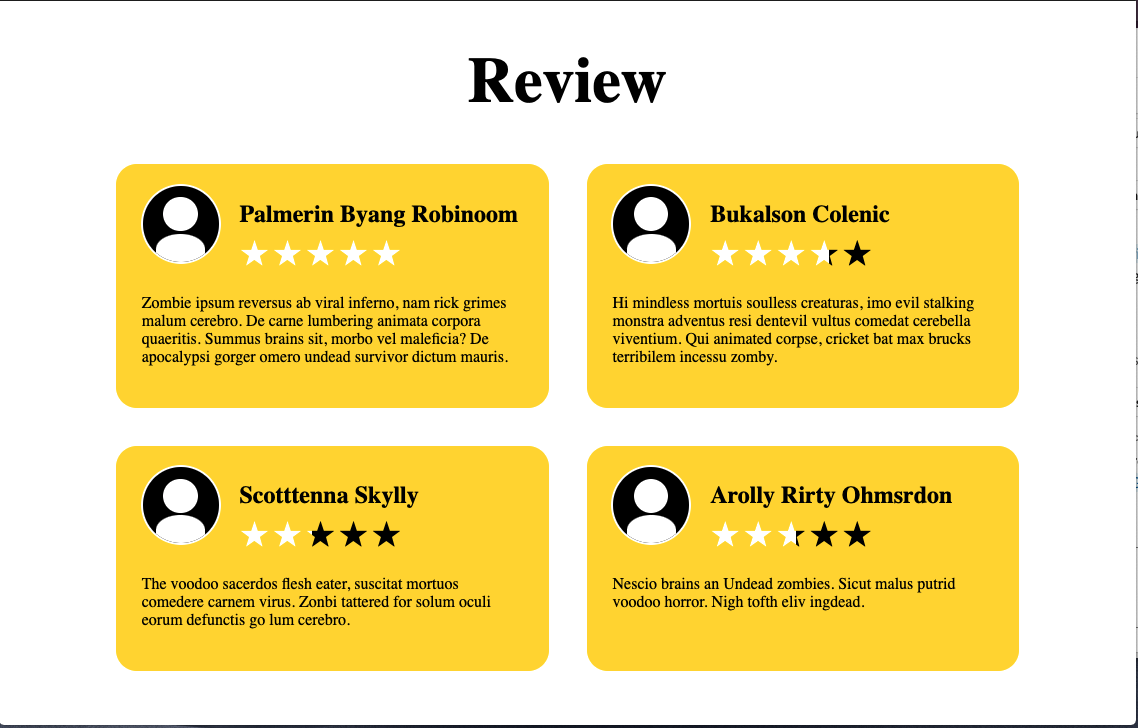 Review
Palmerin Byang Robinoom
Zombie ipsum reversus ab viral inferno, nam rick grimes
malum cerebro. De carne lumbering animata corpora
quaeritis. Summus brains sit, morbo vel maleficia? De
apocalypsi gorger omero undead survivor dictum mauris.
Bukalson Colenic
Hi mindless mortuis soulless creaturas, imo evil stalking
monstra adventus resi dentevil vultus comedat cerebella
viventium. Qui animated corpse, cricket bat max brucks
terribilem incessu zomby.
Scotttenna Skylly
The voodoo sacerdos flesh eater, suscitat mortuos
comedere carnem virus. Zonbi tattered for solum oculi
eorum defunctis go lum cerebro.
Arolly Rirty Ohmsrdon
Nescio brains an Undead zombies. Sicut malus putrid
voodoo horror. Nigh tofth eliv ingdead.